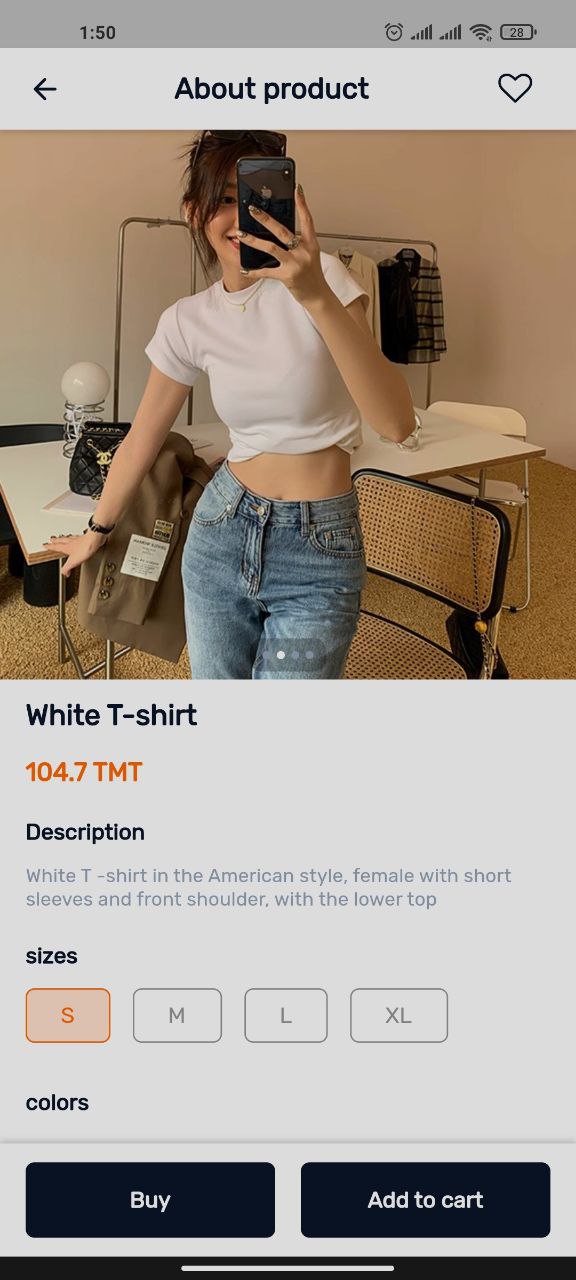 1:50
28
About product
White T-shirt
104.7 TMT
Description
White T -shirt in the American style, female with short
sleeves and front shoulder, with the lower top
sizes
S M L XL
colors
Buy Add to cart